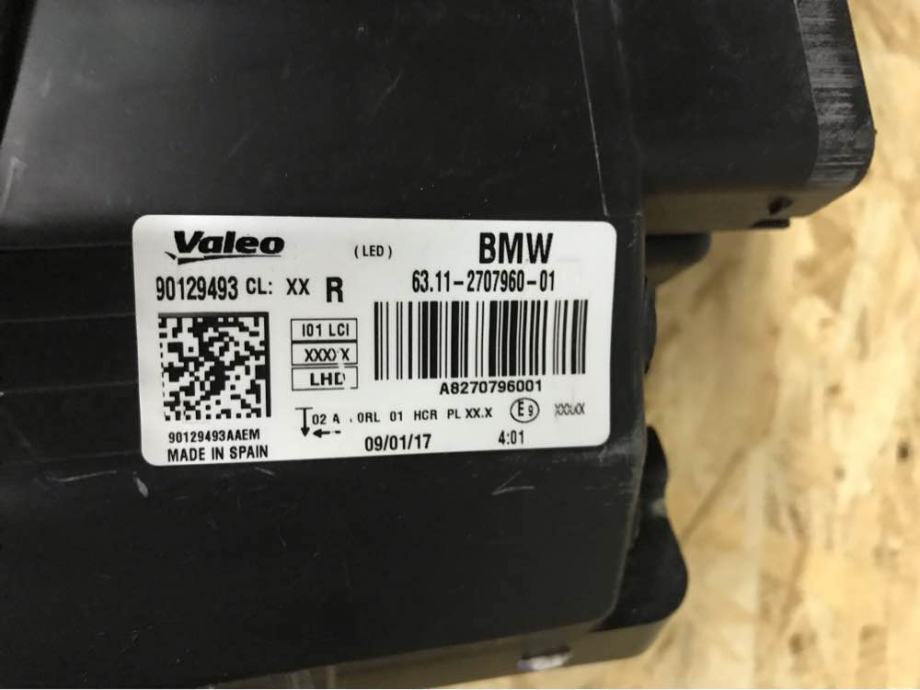 Valeo (LED) BMW
90129493 CL: XX R 63.11-2707960-01
I01 LCI
LHD
A8270796001
02 A . ORL 01 HCR PL XX.X E9
90129493AAEM
MADE IN SPAIN
09/01/17 4:01